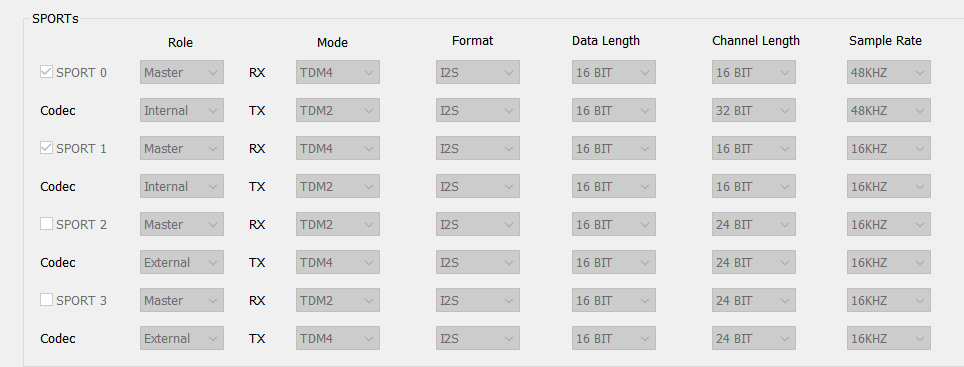 SPORTs
Role Mode Format Data Length Channel Length Sample Rate
SPORT 0 Master RX TDM4 I2S 16 BIT 16 BIT 48KHZ
Codec Internal TX TDM2 I2S 16 BIT 32 BIT 48KHZ
SPORT 1 Master RX TDM4 I2S 16 BIT 16 BIT 16KHZ
Codec Internal TX TDM2 I2S 16 BIT 16 BIT 16KHZ
SPORT 2 Master RX TDM2 I2S 16 BIT 24 BIT 16KHZ
Codec External TX TDM4 I2S 16 BIT 24 BIT 16KHZ
SPORT 3 Master RX TDM2 I2S 16 BIT 24 BIT 16KHZ
Codec External TX TDM4 I2S 16 BIT 24 BIT 16KHZ